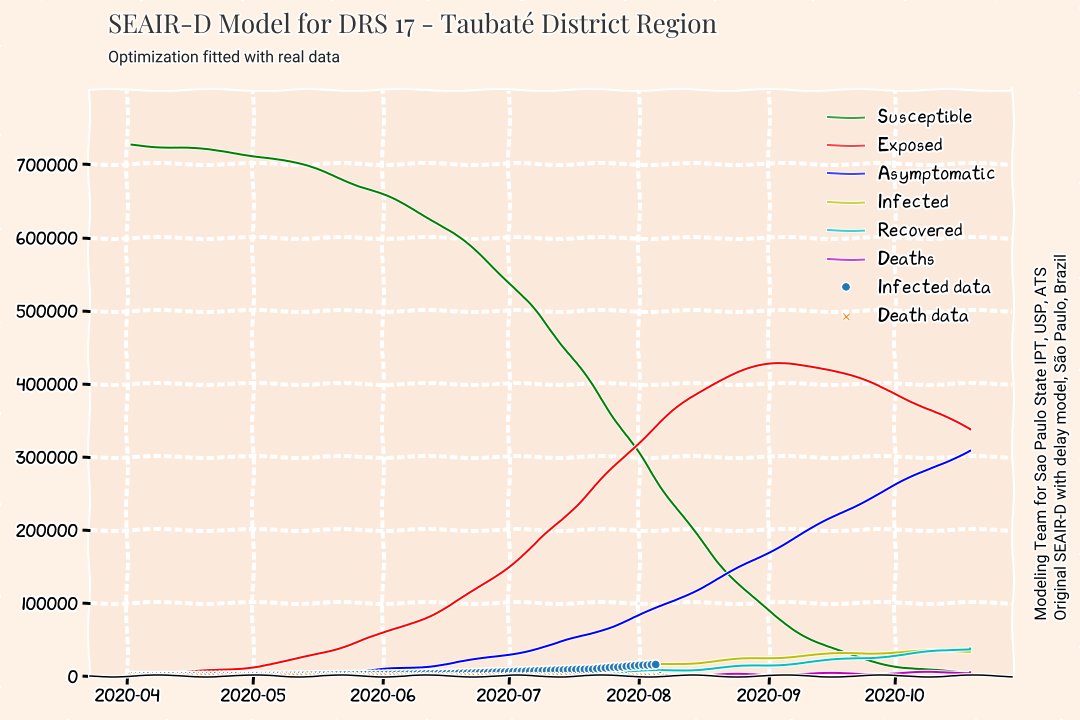 SEAIR-D Model for DRS 17 - Taubaté District Region
Optimization fitted with real data
Susceptible
Exposed
Asymptomatic
Infected
Recovered
Deaths
Infected data
Death data
700000
600000
500000
400000
300000
200000
100000
0
2020-04
2020-05
2020-06
2020-07
2020-08
2020-09
2020-10
Modeling Team for Sao Paulo State IPT, USP, ATS
Original SEAIR-D with delay model, São Paulo, Brazil